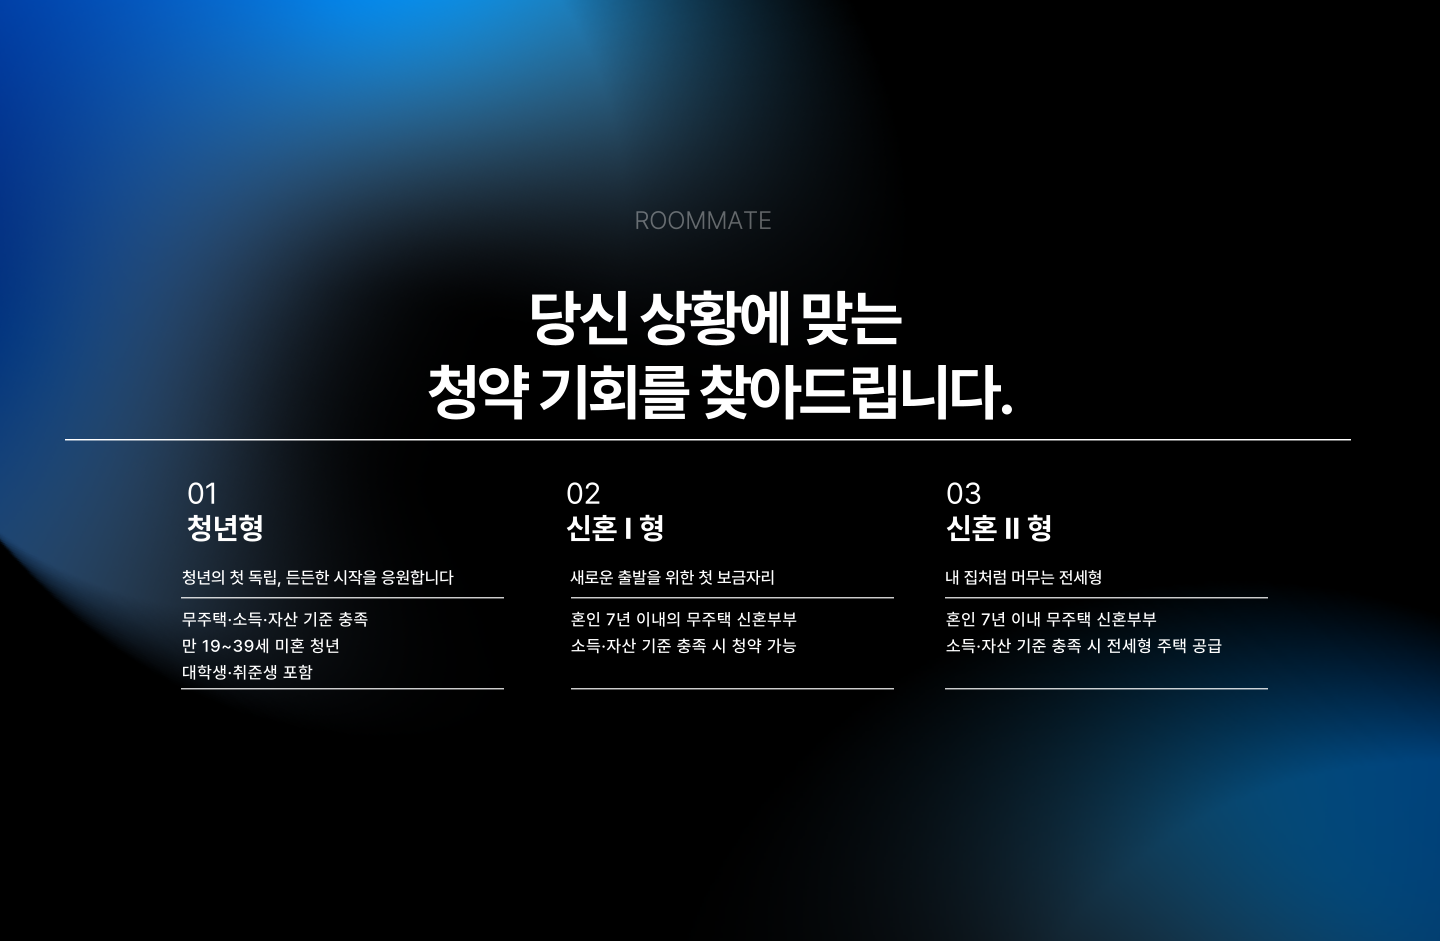 ROOMMATE
당신 상황에 맞는
청약 기회를 찾아드립니다.
01
청년형
청년의 첫 독립, 든든한 시작을 응원합니다
무주택·소득·자산 기준 충족
만 19~39세 미혼 청년
대학생·취준생 포함
02
신혼 I 형
새로운 출발을 위한 첫 보금자리
혼인 7년 이내의 무주택 신혼부부
소득·자산 기준 충족 시 청약 가능
03
신혼 II 형
내 집처럼 머무는 전세형
혼인 7년 이내 무주택 신혼부부
소득·자산 기준 충족 시 전세형 주택 공급